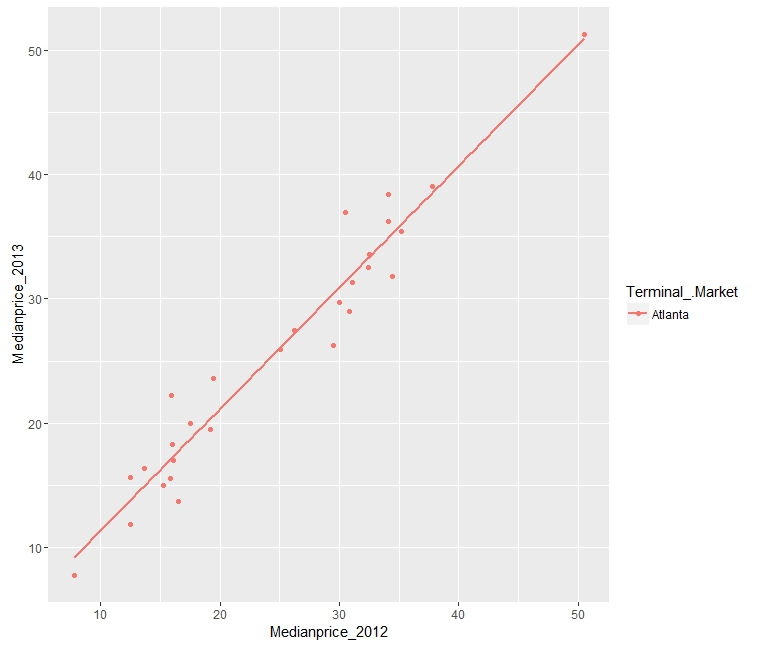 50
40
30
20
10
Medianprice_2013
10 20 30 40 50
Medianprice_2012
Terminal_.Market
Atlanta